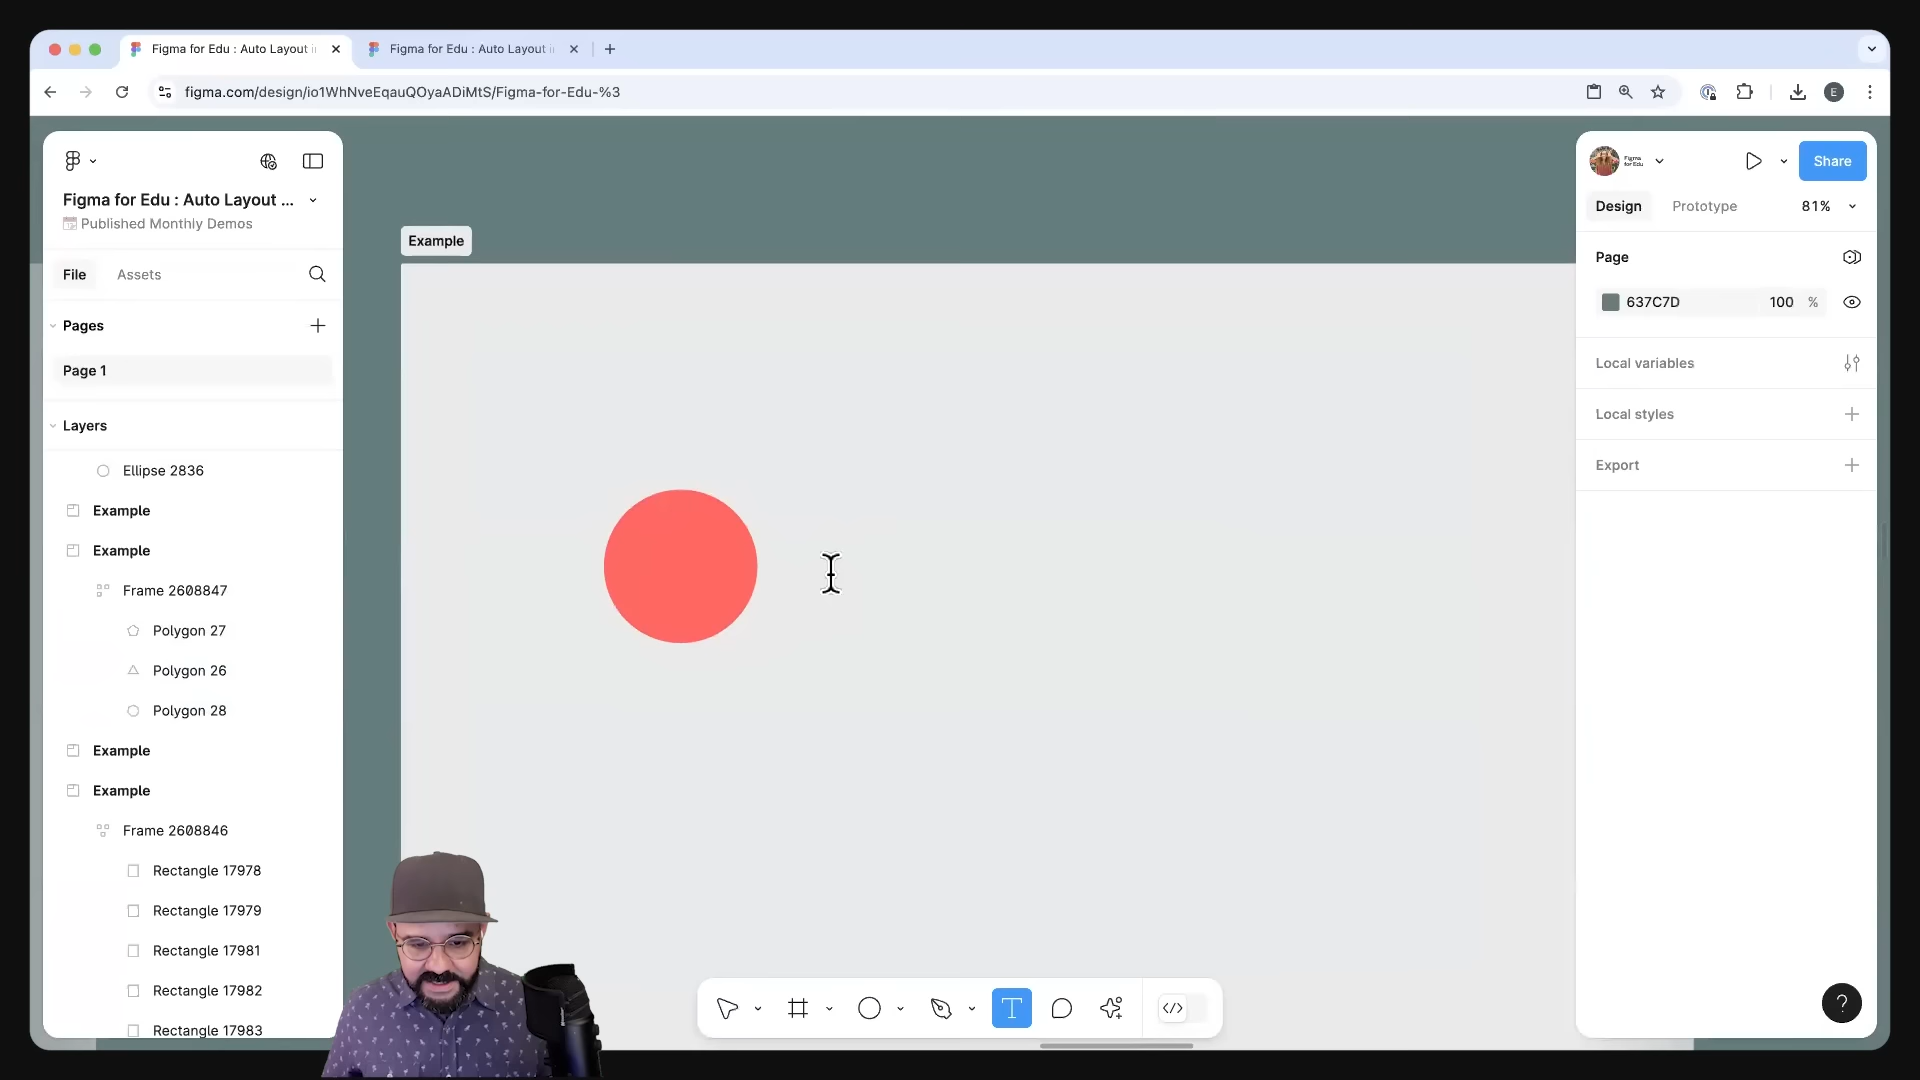 Figma for Edu : Auto Layout i
Figma for Edu : Auto Layout i
figma.com/design/io1WhNveEqauQOyaADiMtS/Figma-for-Edu-%3
E
Figma for Edu : Auto Layout ...
Published Monthly Demos
File
Assets
Pages
Page 1
Layers
Ellipse 2836
Example
Example
Frame 2608847
Polygon 27
Polygon 26
Polygon 28
Example
Example
Frame 2608846
Rectangle 17978
Rectangle 17979
Rectangle 17981
Rectangle 17982
Rectangle 17983
Example
Figma
for Edu
Share
Design
Prototype
81%
Page
637C7D
100
%
Local variables
Local styles
Export
?